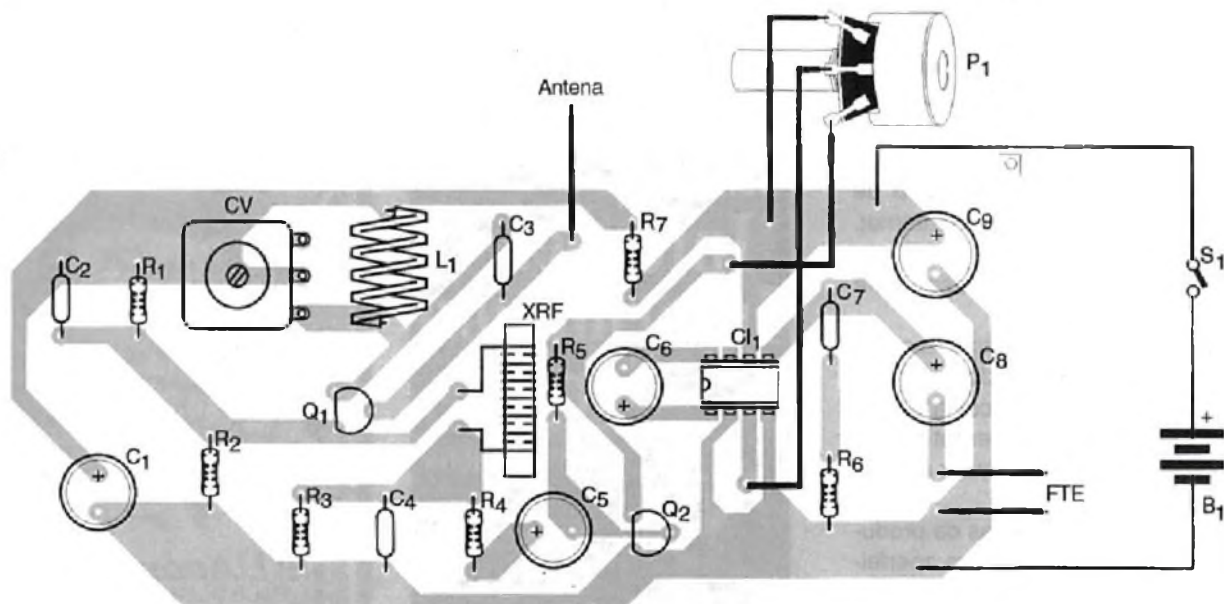 P1
Antena
CV
C3
R7
C9
C2
R1
L1
S1
XRF
C7
R5
C6
CI1
C8
Q1
R2
C1
R6
+
R3
C4
R4
C5
Q2
FTE
B1
+
+
+
+
+
+